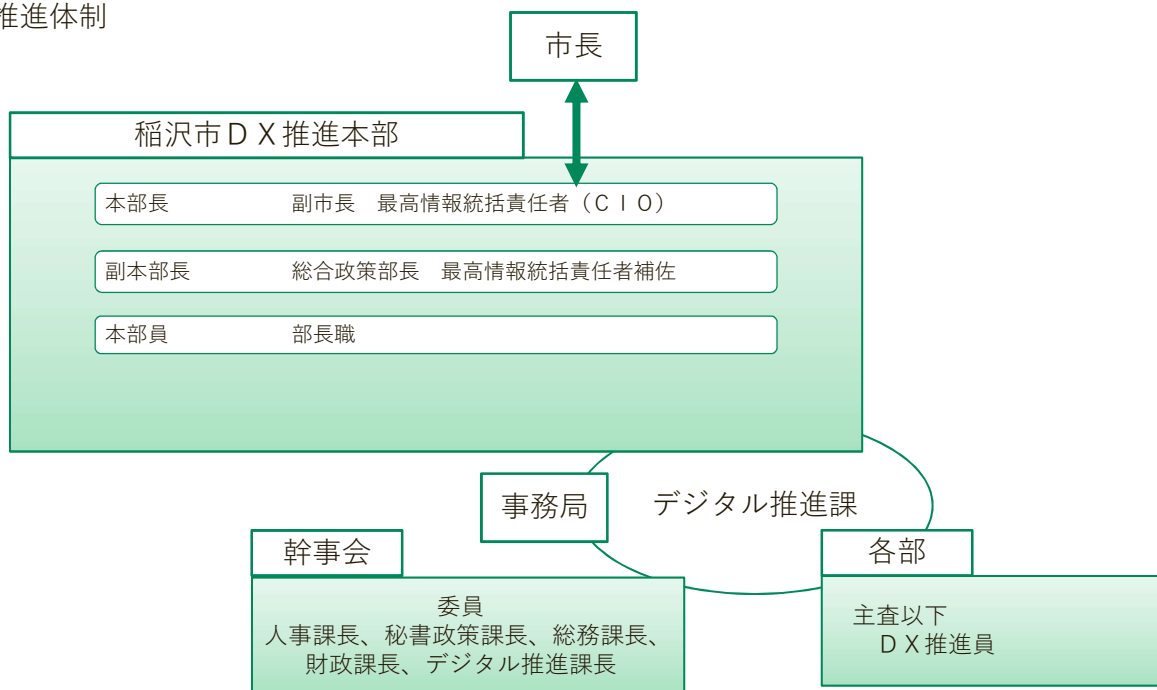 推進体制
市長
稲沢市ＤＸ推進本部
本部長 副市長 最高情報統括責任者（ＣＩＯ）
副本部長 総合政策部長 最高情報統括責任者補佐
本部員 部長職
事務局 デジタル推進課
幹事会
委員
人事課長、秘書政策課長、総務課長、
財政課長、デジタル推進課長
各部
主査以下
ＤＸ推進員